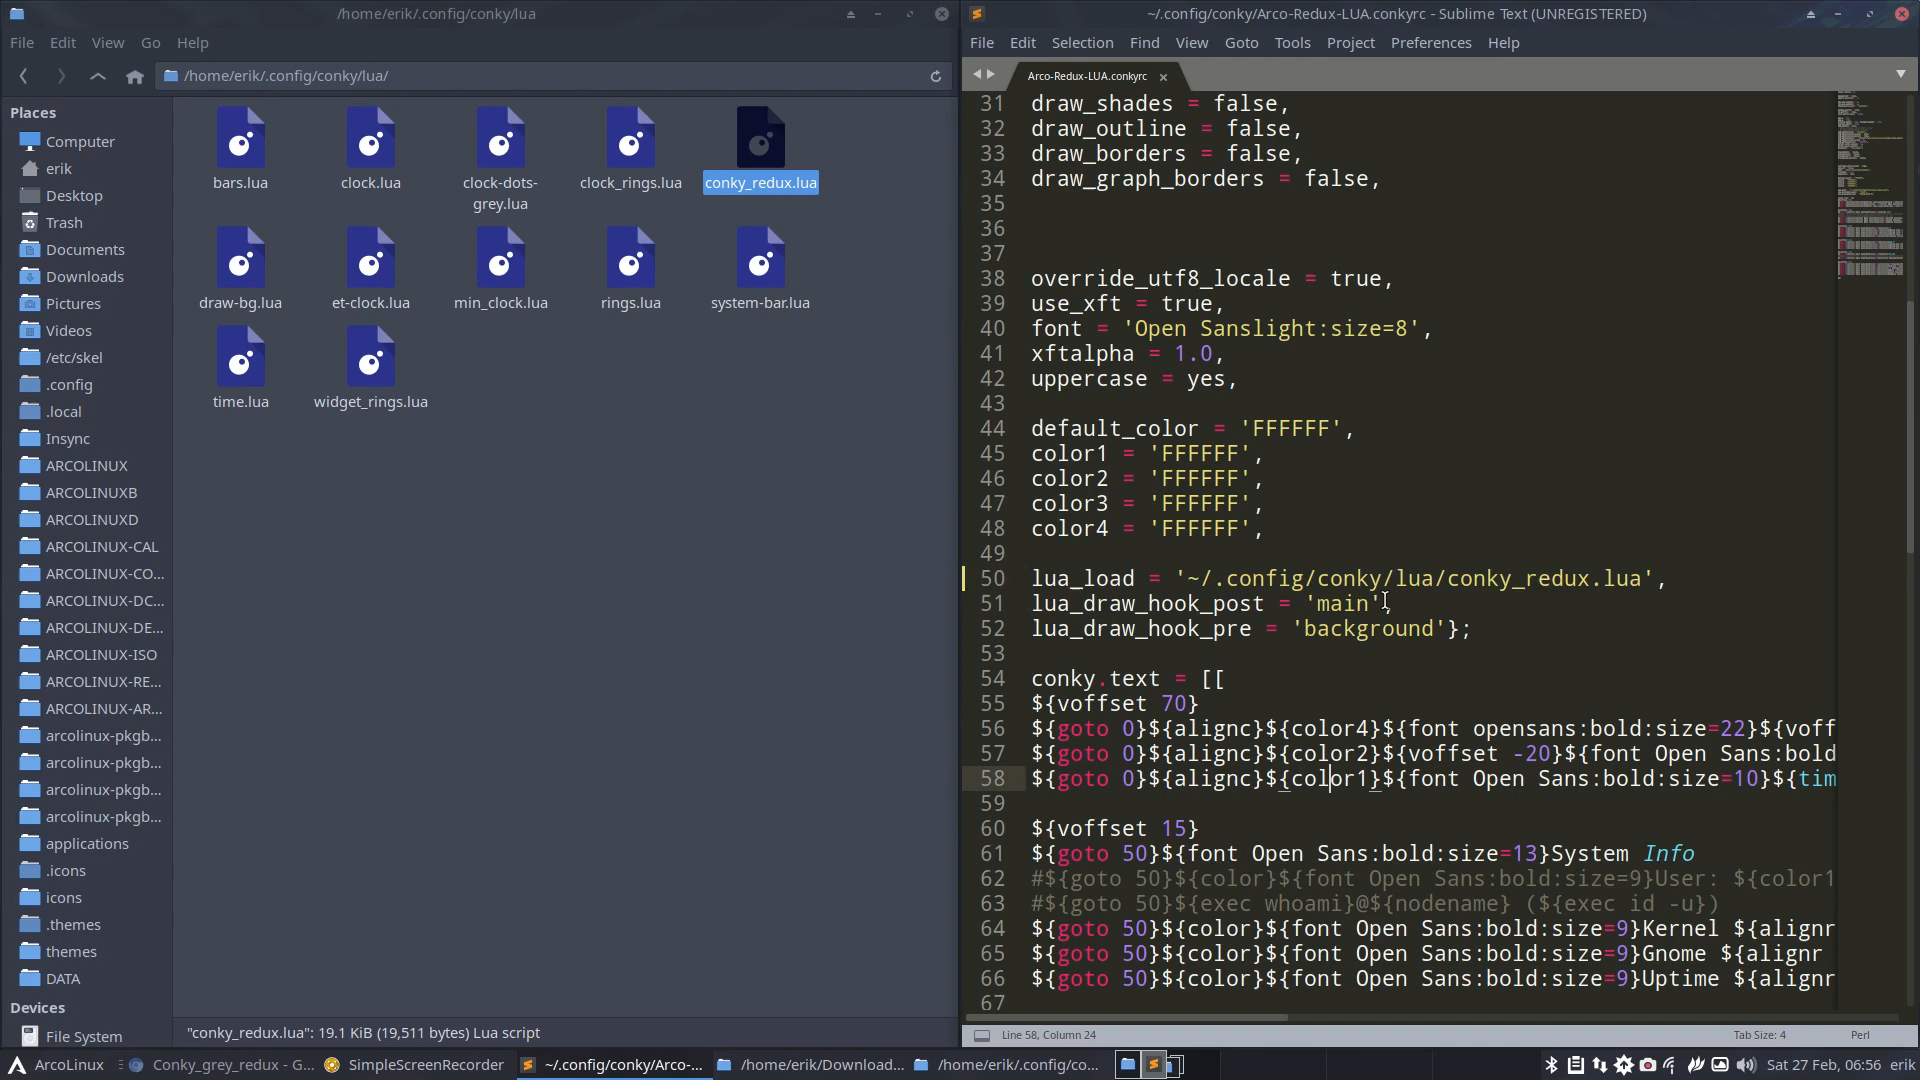 /home/erik/.config/conky/lua
File Edit View Go Help
/home/erik/.config/conky/lua/
Places
Computer
erik
Desktop
Trash
Documents
Downloads
Pictures
Videos
/etc/skel
.config
.local
Insync
ARCOLINUX
ARCOLINUXB
ARCOLINUXD
ARCOLINUX-CAL
ARCOLINUX-CO...
ARCOLINUX-DC...
ARCOLINUX-DE...
ARCOLINUX-ISO
ARCOLINUX-RE...
ARCOLINUX-AR...
arcolinux-pkgb...
arcolinux-pkgb...
arcolinux-pkgb...
arcolinux-pkgb...
applications
.icons
icons
.themes
themes
DATA
Devices
File System
bars.lua
clock.lua
clock-dots-
grey.lua
clock_rings.lua
conky_redux.lua
draw-bg.lua
et-clock.lua
min_clock.lua
rings.lua
system-bar.lua
time.lua
widget_rings.lua
"conky_redux.lua": 19.1 KiB (19,511 bytes) Lua script
~/.config/conky/Arco-Redux-LUA.conkyrc - Sublime Text (UNREGISTERED)
File Edit Selection Find View Goto Tools Project Preferences Help
Arco-Redux-LUA.conkyrc
31 draw_shades = false,
32 draw_outline = false,
33 draw_borders = false,
34 draw_graph_borders = false,
35
36
37
38 override_utf8_locale = true,
39 use_xft = true,
40 font = 'Open Sanslight:size=8',
41 xftalpha = 1.0,
42 uppercase = yes,
43
44 default_color = 'FFFFFF',
45 color1 = 'FFFFFF',
46 color2 = 'FFFFFF',
47 color3 = 'FFFFFF',
48 color4 = 'FFFFFF',
49
50 lua_load = '~/.config/conky/lua/conky_redux.lua',
51 lua_draw_hook_post = 'main',
52 lua_draw_hook_pre = 'background'};
53
54 conky.text = [[
55 ${voffset 70}
56 ${goto 0}${alignc}${color4}${font opensans:bold:size=22}${voff
57 ${goto 0}${alignc}${color2}${voffset -20}${font Open Sans:bold
58 ${goto 0}${alignc}${color1}${font Open Sans:bold:size=10}${tim
59
60 ${voffset 15}
61 ${goto 50}${font Open Sans:bold:size=13}System Info
62 #${goto 50}${color}${font Open Sans:bold:size=9}User: ${color1
63 #${goto 50}${exec whoami}@${nodename} (${exec id -u})
64 ${goto 50}${color}${font Open Sans:bold:size=9}Kernel ${alignr
65 ${goto 50}${color}${font Open Sans:bold:size=9}Gnome ${alignr
66 ${goto 50}${color}${font Open Sans:bold:size=9}Uptime ${alignr
67
Line 58, Column 24 Tab Size: 4 Perl
ArcoLinux Conky_grey_redux - G... SimpleScreenRecorder ~/.config/conky/Arco-... /home/erik/Download... /home/erik/.config/co... Sat 27 Feb, 06:56 erik